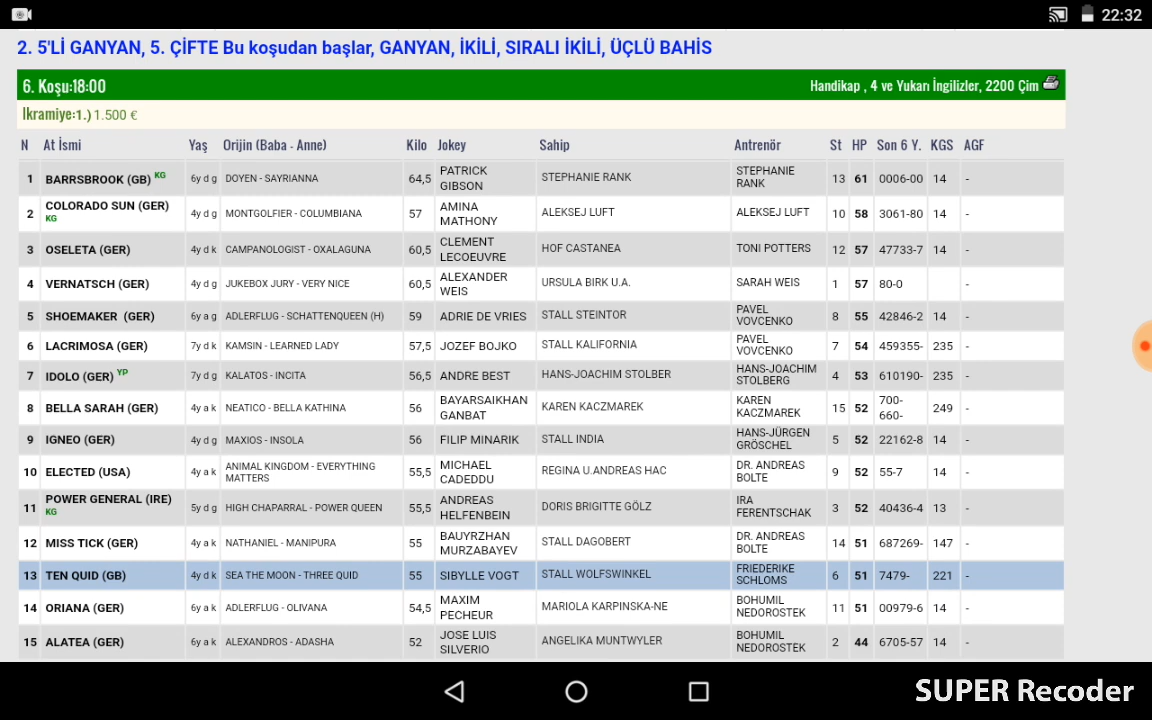 22:32
2. 5'Lİ GANYAN, 5. ÇİFTE Bu koşudan başlar, GANYAN, İKİLİ, SIRALI İKİLİ, ÜÇLÜ BAHİS
6. Koşu:18:00 Handikap , 4 ve Yukarı İngilizler, 2200 Çim
İkramiye:1.) 1.500 €
N At İsmi Yaş Orijin (Baba - Anne) Kilo Jokey Sahip Antrenör St HP Son 6 Y. KGS AGF
1 BARRSBROOK (GB) KG 6y d g DOYEN - SAYRIANNA 64,5 PATRICK GIBSON STEPHANIE RANK STEPHANIE RANK 13 61 0006-00 14 -
2 COLORADO SUN (GER) KG 4y d g MONTGOLFIER - COLUMBIANA 57 AMINA MATHONY ALEKSEJ LUFT ALEKSEJ LUFT 10 58 3061-80 14 -
3 OSELETA (GER) 4y d k CAMPANOLOGIST - OXALAGUNA 60,5 CLEMENT LECOEUVRE HOF CASTANEA TONI POTTERS 12 57 47733-7 14 -
4 VERNATSCH (GER) 4y d g JUKEBOX JURY - VERY NICE 60,5 ALEXANDER WEIS URSULA BIRK U.A. SARAH WEIS 1 57 80-0 -
5 SHOEMAKER (GER) 6y a g ADLERFLUG - SCHATTENQUEEN (H) 59 ADRIE DE VRIES STALL STEINTOR PAVEL VOVCENKO 8 55 42846-2 14 -
6 LACRIMOSA (GER) 7y d k KAMSIN - LEARNED LADY 57,5 JOZEF BOJKO STALL KALIFORNIA PAVEL VOVCENKO 7 54 459355- 235 -
7 IDOLO (GER) YP 7y d g KALATOS - INCITA 56,5 ANDRE BEST HANS-JOACHIM STOLBER HANS-JOACHIM STOLBERG 4 53 610190- 235 -
8 BELLA SARAH (GER) 4y a k NEATICO - BELLA KATHINA 56 BAYARSAIKHAN GANBAT KAREN KACZMAREK KAREN KACZMAREK 15 52 700-660- 249 -
9 IGNEO (GER) 4y d g MAXIOS - INSOLA 56 FILIP MINARIK STALL INDIA HANS-JÜRGEN GRÖSCHEL 5 52 22162-8 14 -
10 ELECTED (USA) 4y a k ANIMAL KINGDOM - EVERYTHING MATTERS 55,5 MICHAEL CADEDDU REGINA U.ANDREAS HAC DR. ANDREAS BOLTE 9 52 55-7 14 -
11 POWER GENERAL (IRE) KG 5y d g HIGH CHAPARRAL - POWER QUEEN 55,5 ANDREAS HELFENBEIN DORIS BRIGITTE GÖLZ IRA FERENTSCHAK 3 52 40436-4 13 -
12 MISS TICK (GER) 4y a k NATHANIEL - MANIPURA 55 BAUYRZHAN MURZABAYEV STALL DAGOBERT DR. ANDREAS BOLTE 14 51 687269- 147 -
13 TEN QUID (GB) 4y d k SEA THE MOON - THREE QUID 55 SIBYLLE VOGT STALL WOLFSWINKEL FRIEDERIKE SCHLOMS 6 51 7479- 221 -
14 ORIANA (GER) 6y a k ADLERFLUG - OLIVANA 54,5 MAXIM PECHEUR MARIOLA KARPINSKA-NE BOHUMIL NEDOROSTEK 11 51 00979-6 14 -
15 ALATEA (GER) 6y a k ALEXANDROS - ADASHA 52 JOSE LUIS SILVERIO ANGELIKA MUNTWYLER BOHUMIL NEDOROSTEK 2 44 6705-57 14 -
SUPER Recoder